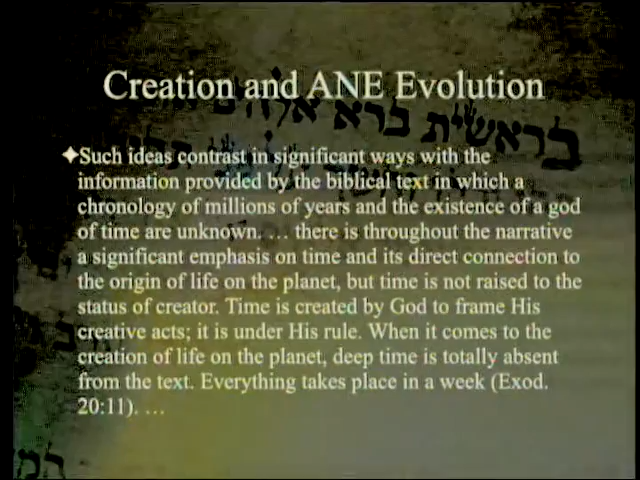 Creation and ANE Evolution
בראשית ברא אלהים
✦Such ideas contrast in significant ways with the
information provided by the biblical text in which a
chronology of millions of years and the existence of a god
of time are unknown. … there is throughout the narrative
a significant emphasis on time and its direct connection to
the origin of life on the planet, but time is not raised to the
status of creator. Time is created by God to frame His
creative acts; it is under His rule. When it comes to the
creation of life on the planet, deep time is totally absent
from the text. Everything takes place in a week (Exod.
20:11). …